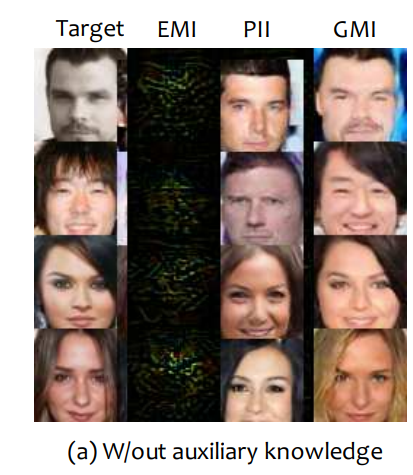 Target EMI PII GMI
(a) W/out auxiliary knowledge